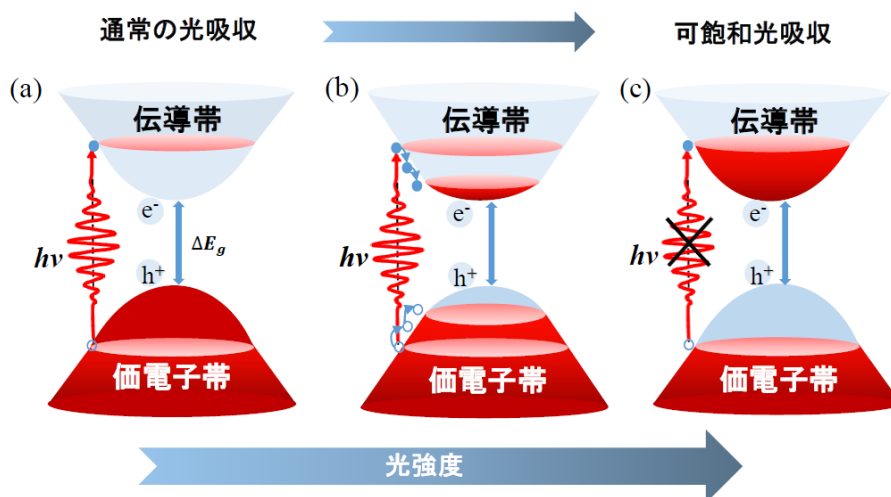 通常の光吸収
可飽和光吸収
(a)
(b)
(c)
伝導帯
伝導帯
伝導帯
e-
e-
e-
hν
ΔEg
hν
hν
h+
h+
h+
価電子帯
価電子帯
価電子帯
光強度